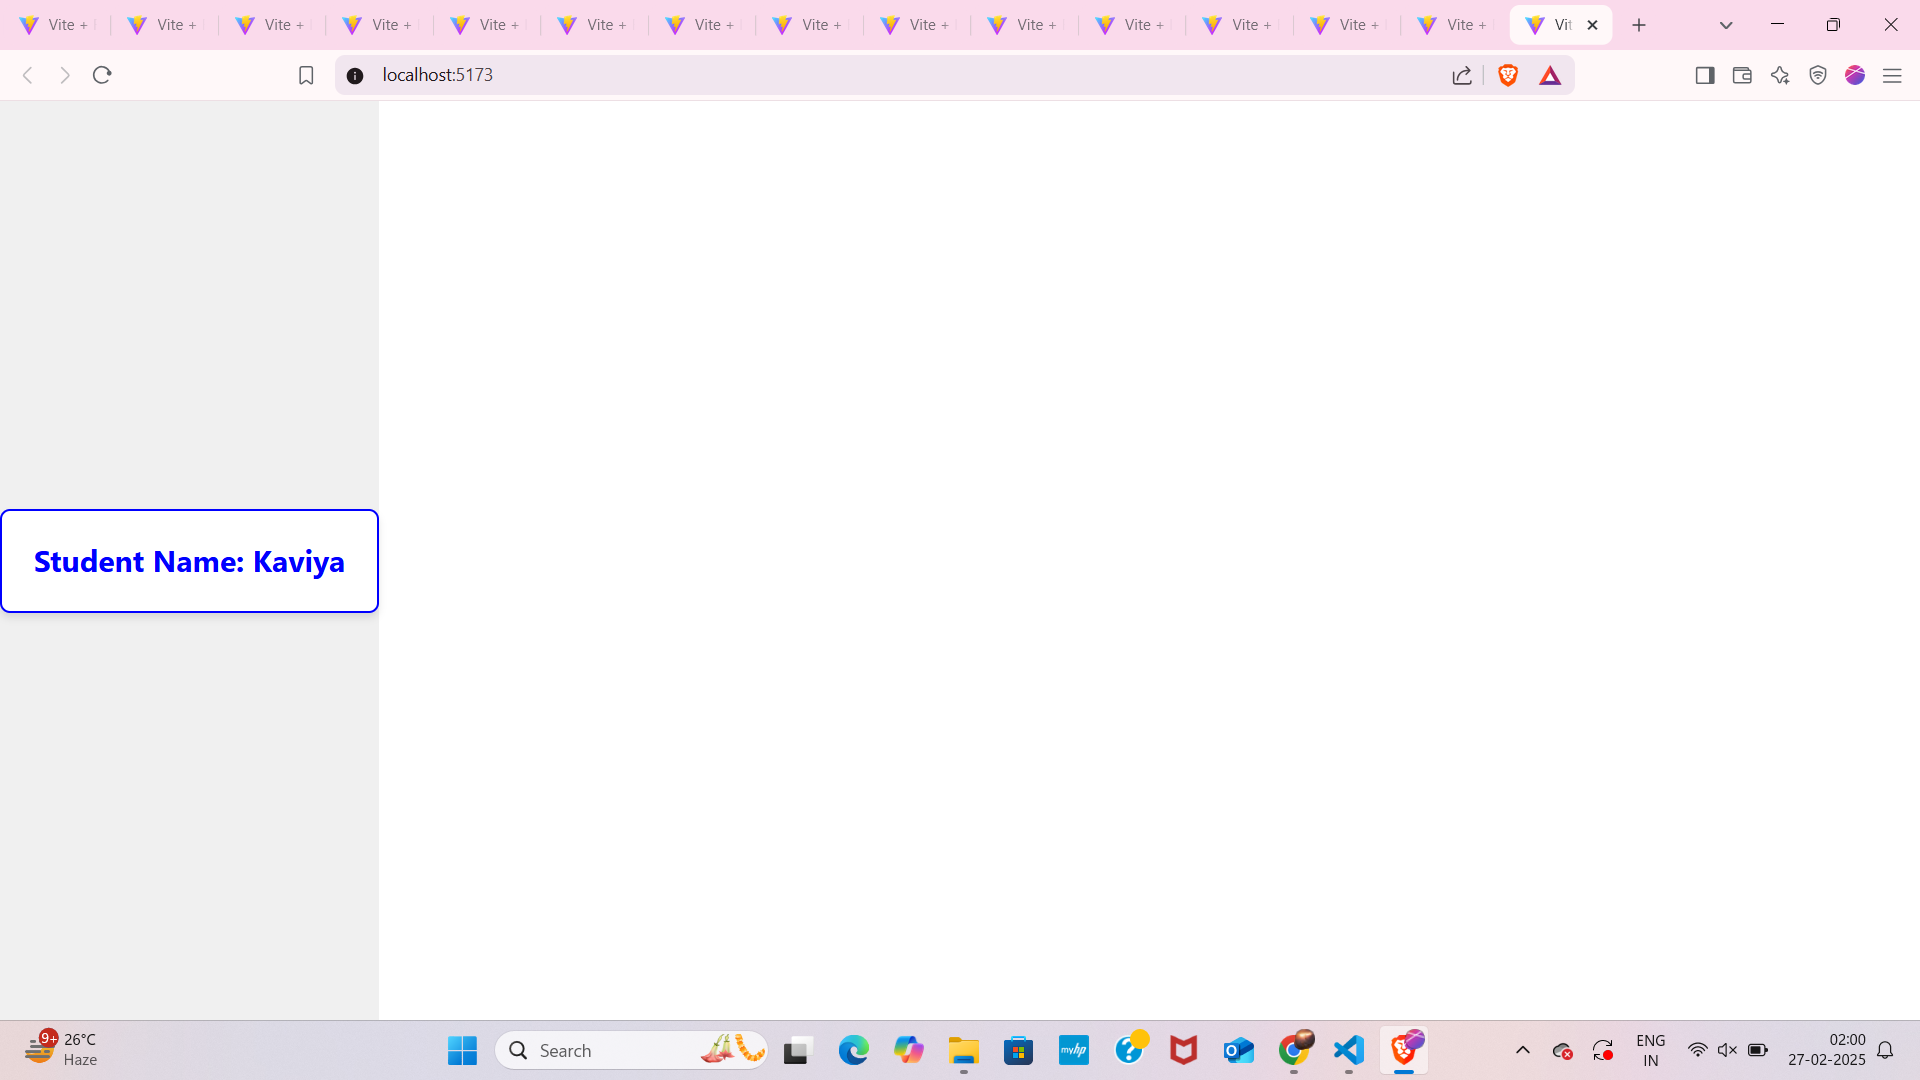 Vite +
Vite +
Vite +
Vite +
Vite +
Vite +
Vite +
Vite +
Vite +
Vite +
Vite +
Vite +
Vite +
Vite +
Vit
localhost:5173
Student Name: Kaviya
9+
26°C
Haze
Search
myhp
ENG
IN
02:00
27-02-2025